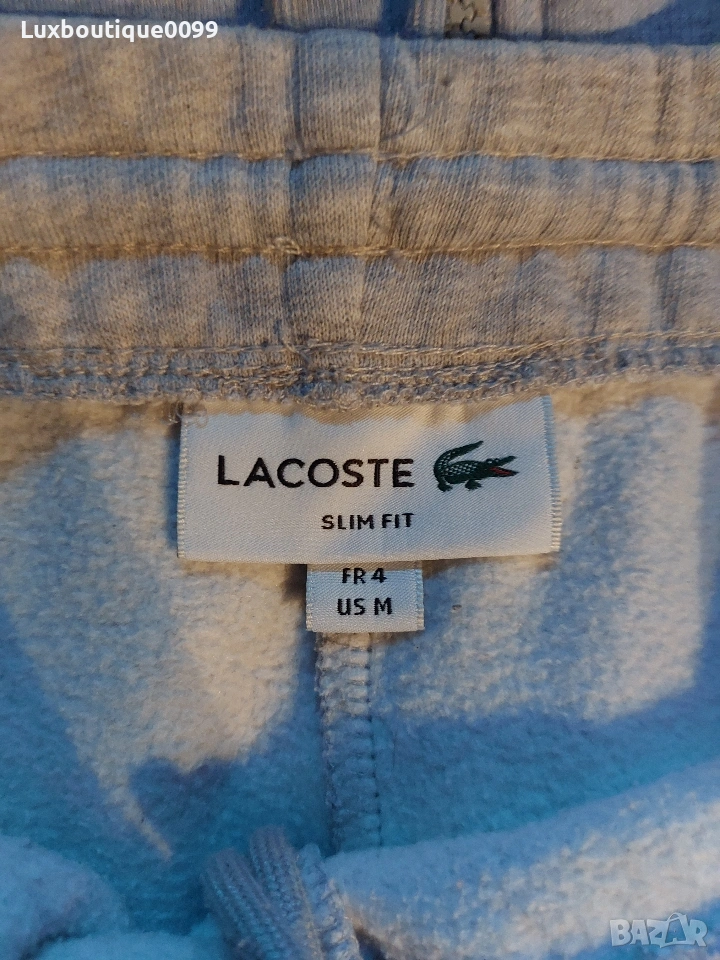 Luxboutique0099
LACOSTE
SLIM FIT
FR 4
US M
BAZAR